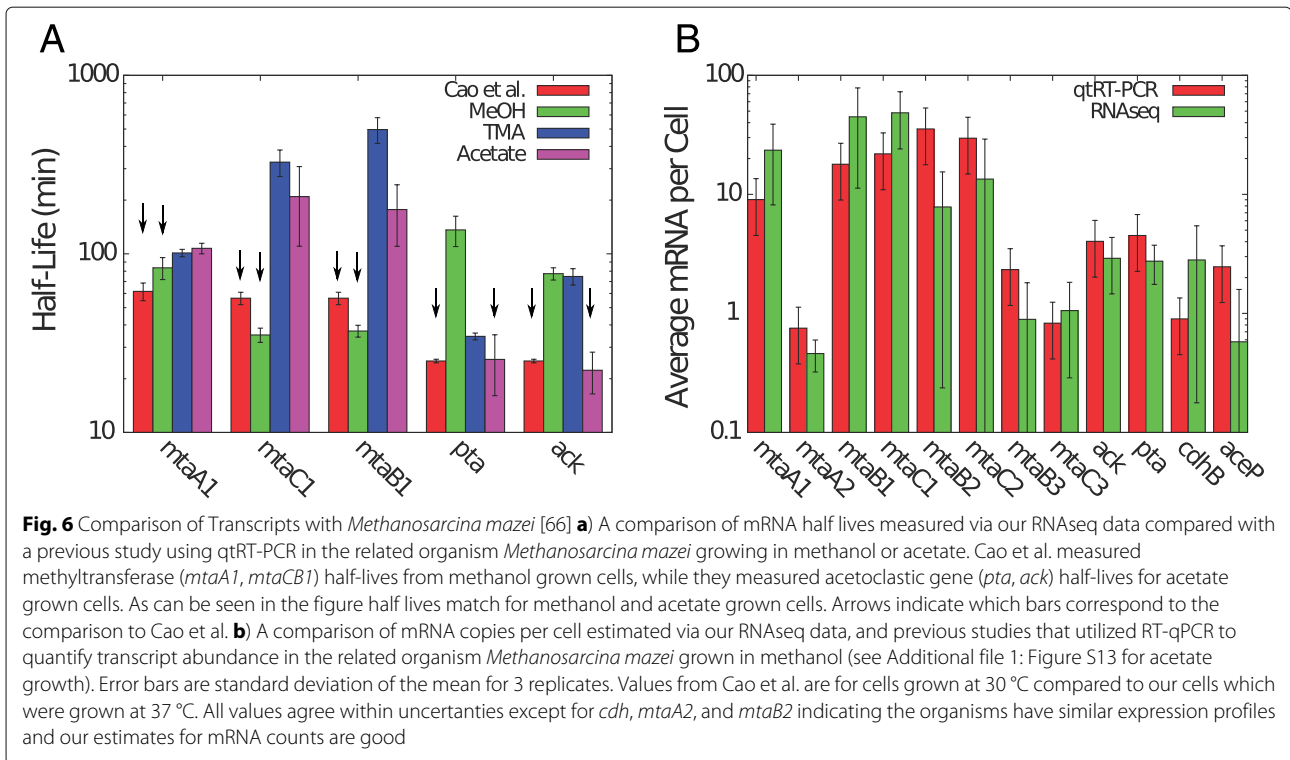 A
1000
100
10
Half-Life (min)
Cao et al.
MeOH
TMA
Acetate
mtaA1
mtaC1
mtaB1
pta
ack
B
100
10
1
0.1
Average mRNA per Cell
qtRT-PCR
RNAseq
mtaA1
mtaA2
mtaB1
mtaC1
mtaB2
mtaC2
mtaB3
mtaC3
ack
pta
cdhB
aceP
Fig. 6 Comparison of Transcripts with Methanosarcina mazei [66] a) A comparison of mRNA half lives measured via our RNAseq data compared with
a previous study using qtRT-PCR in the related organism Methanosarcina mazei growing in methanol or acetate. Cao et al. measured
methyltransferase (mtaA1, mtaCB1) half-lives from methanol grown cells, while they measured acetoclastic gene (pta, ack) half-lives for acetate
grown cells. As can be seen in the figure half lives match for methanol and acetate grown cells. Arrows indicate which bars correspond to the
comparison to Cao et al. b) A comparison of mRNA copies per cell estimated via our RNAseq data, and previous studies that utilized RT-qPCR to
quantify transcript abundance in the related organism Methanosarcina mazei grown in methanol (see Additional file 1: Figure S13 for acetate
growth). Error bars are standard deviation of the mean for 3 replicates. Values from Cao et al. are for cells grown at 30 °C compared to our cells which
were grown at 37 °C. All values agree within uncertanties except for cdh, mtaA2, and mtaB2 indicating the organisms have similar expression profiles
and our estimates for mRNA counts are good